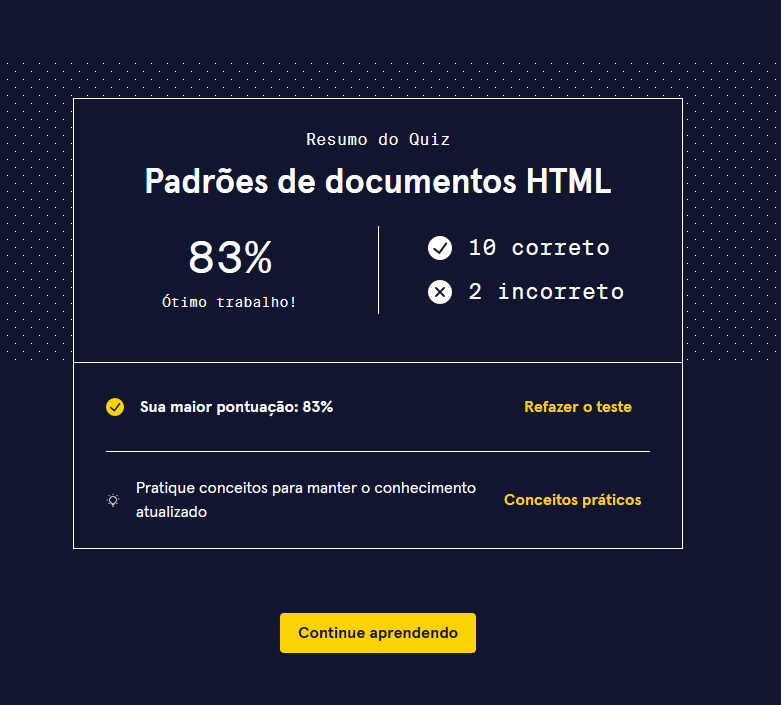 Resumo do Quiz
Padrões de documentos HTML
83%
Ótimo trabalho!
10 correto
2 incorreto
Sua maior pontuação: 83%
Refazer o teste
Pratique conceitos para manter o conhecimento
atualizado
Conceitos práticos
Continue aprendendo